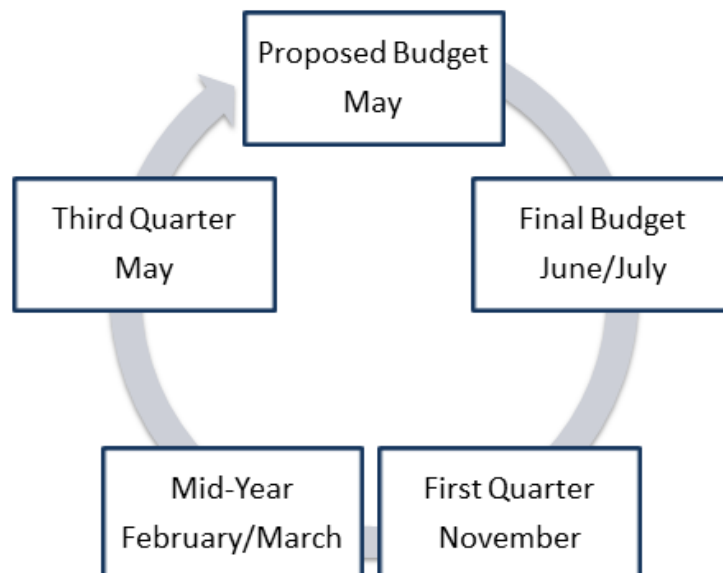 Proposed Budget
May
Final Budget
June/July
First Quarter
November
Mid-Year
February/March
Third Quarter
May